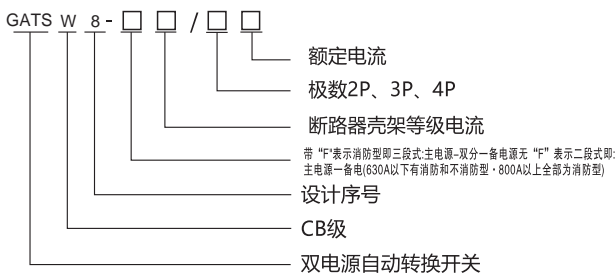 GATS W 8-□□/□□
额定电流
极数2P、3P、4P
断路器壳架等级电流
带“F”表示消防型即三段式:主电源-双分一备电源无“F”表示二段式即:
主电源一备电(630A以下有消防和不消防型·800A以上全部为消防型)
设计序号
CB级
双电源自动转换开关